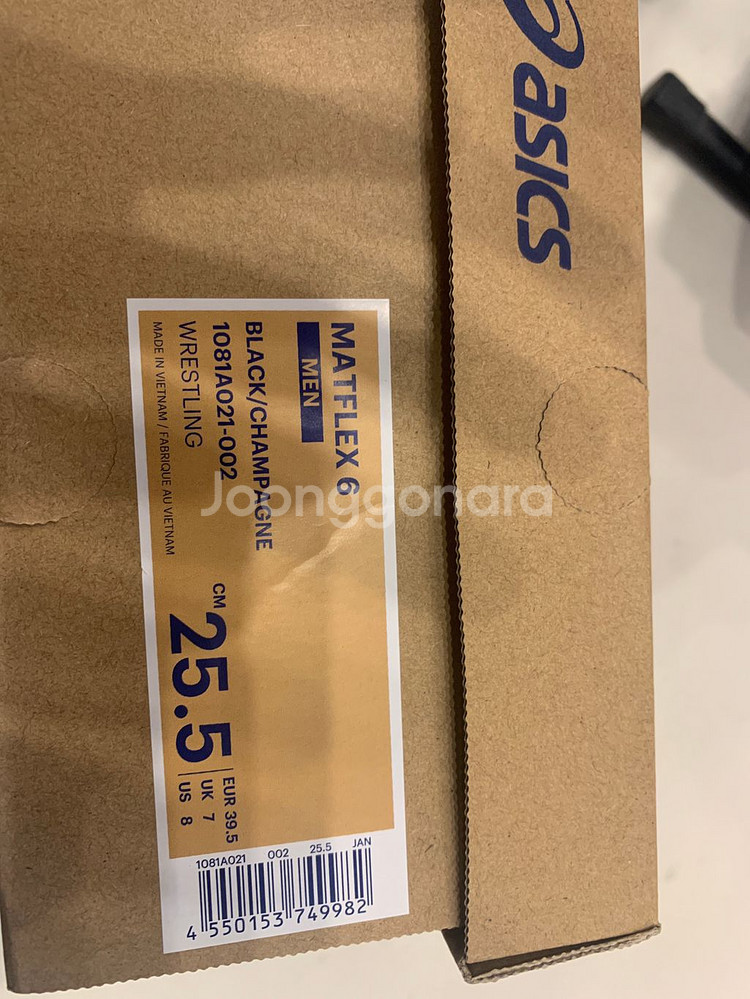 asics
MATFLEX 6
MEN
BLACK/CHAMPAGNE
1081A021-002
WRESTLING
MADE IN VIETNAM / FABRIQUE AU VIETNAM
CM
25.5
EUR 39.5
UK 7
US 8
1081A021 002 25.5 JAN
4 550153 749982
Joonggonara